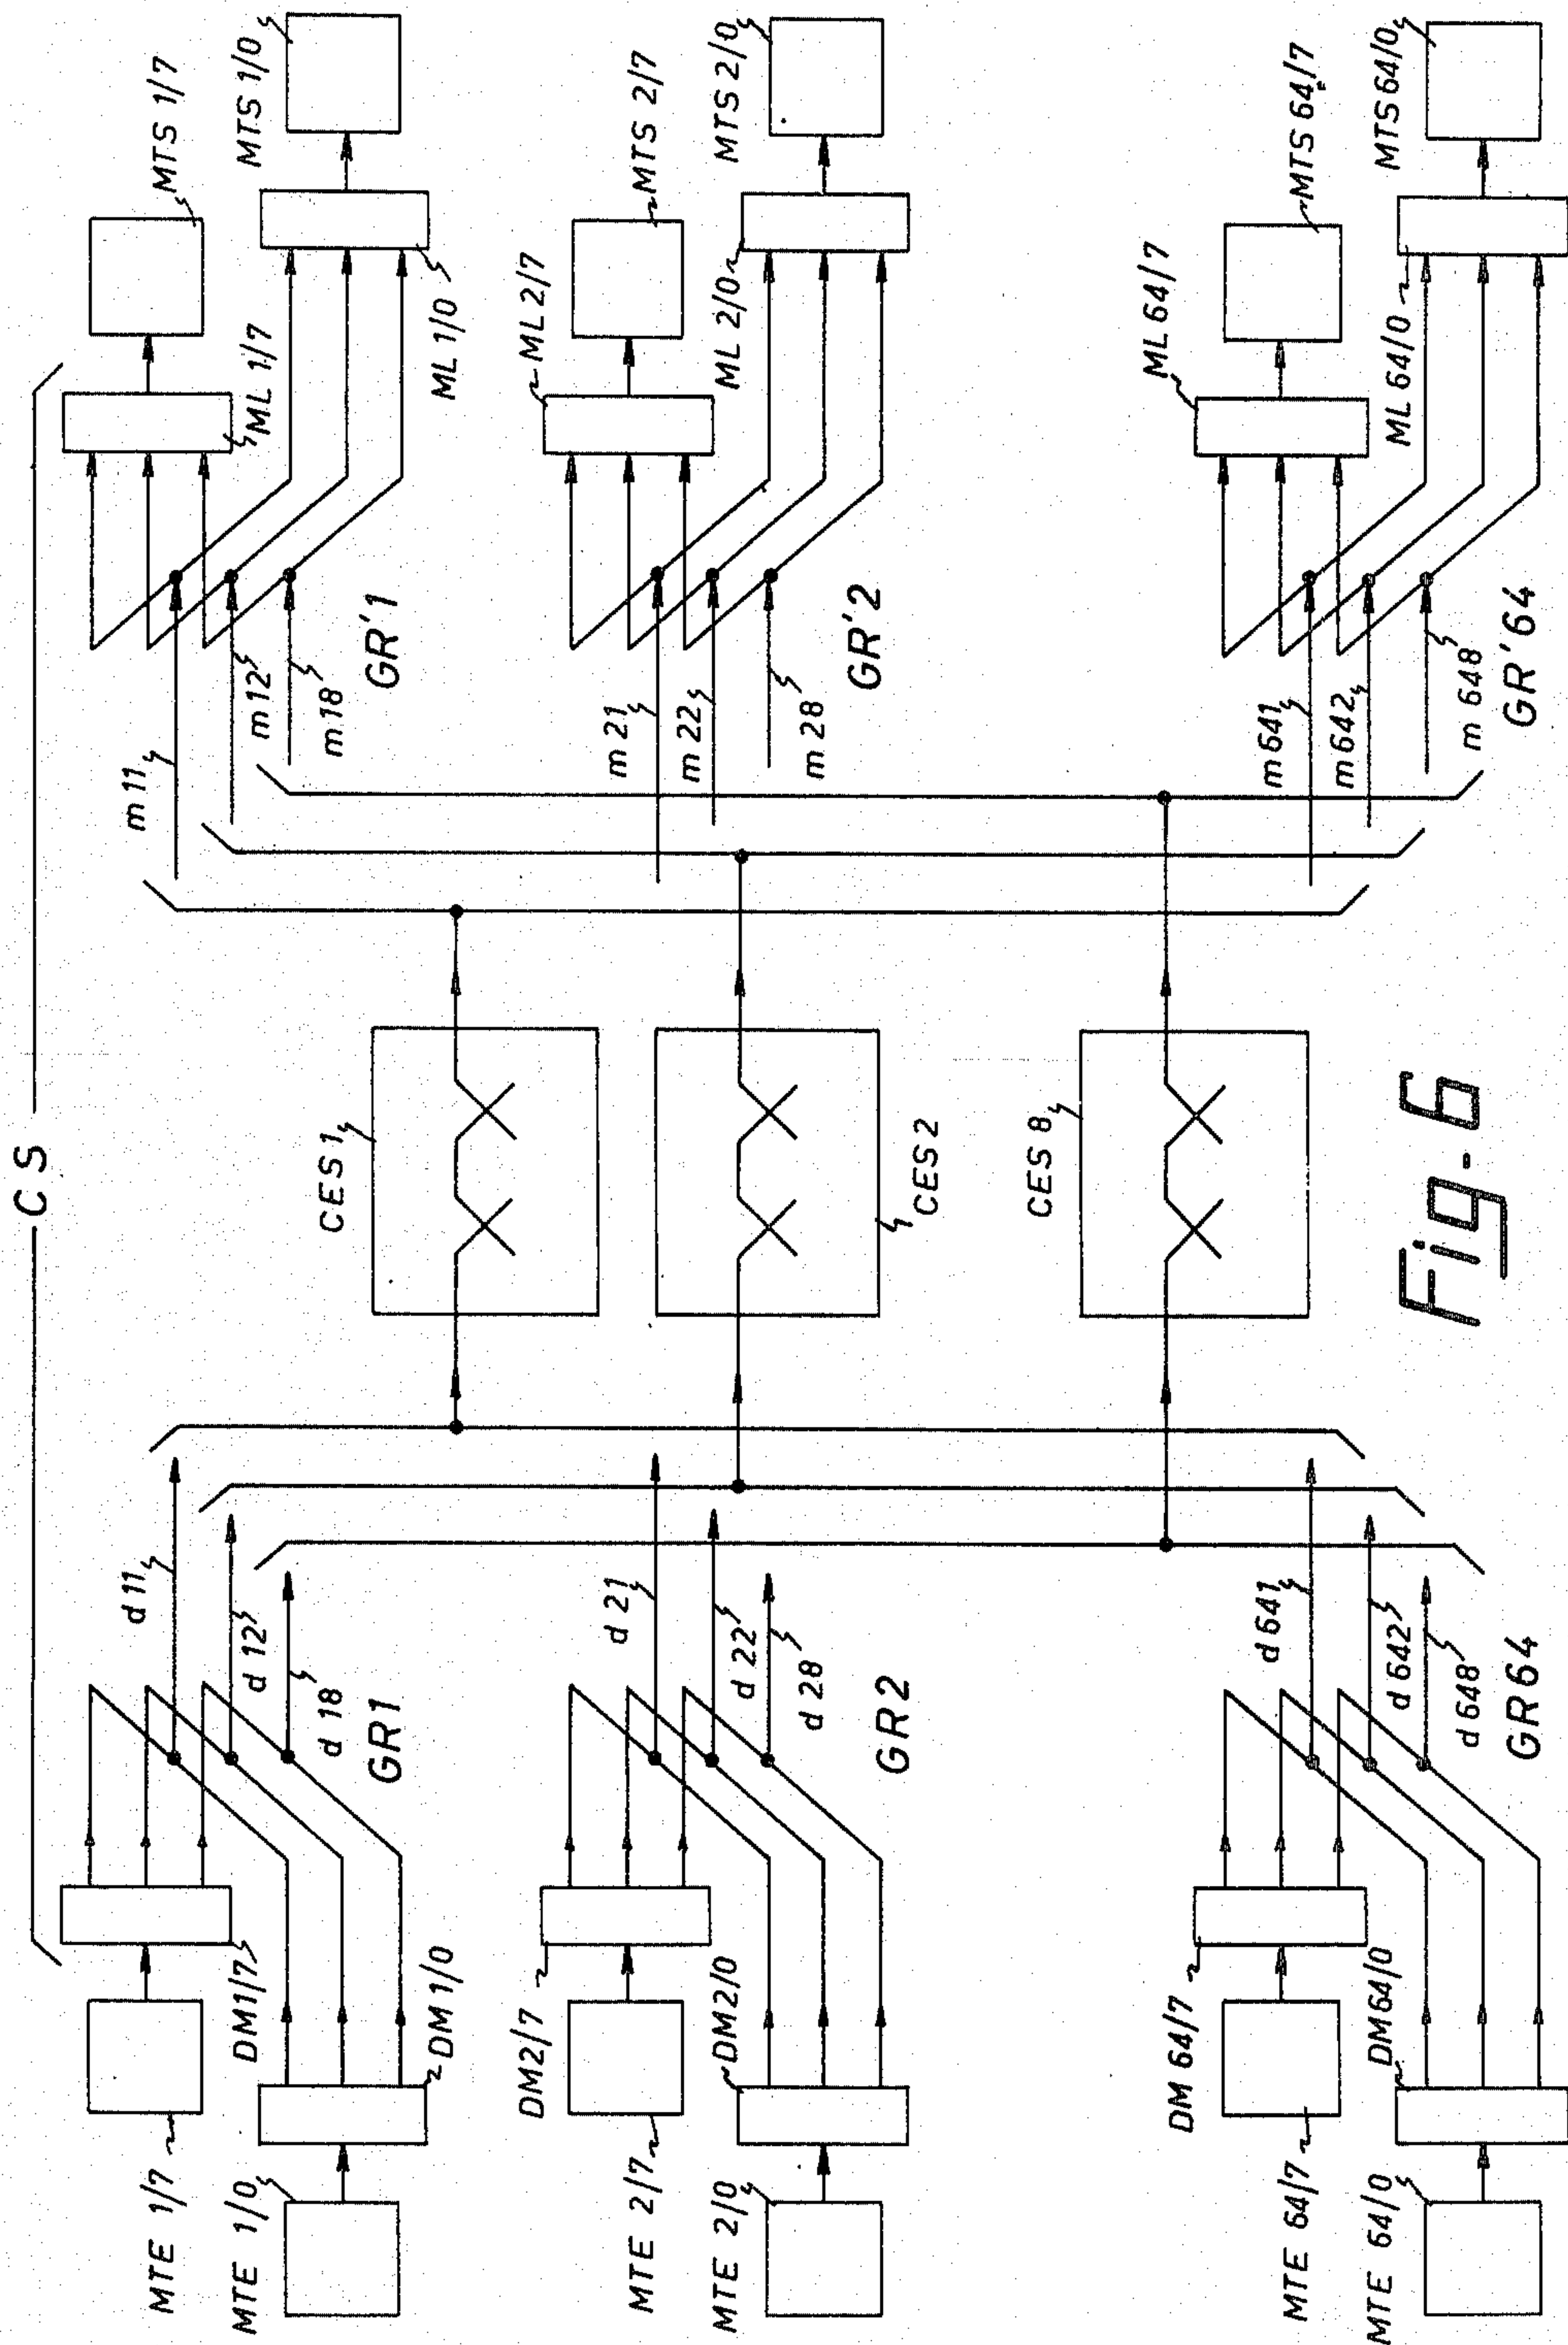 CS
MTE 1/7
MTE 1/0
DM1/7
DM 1/0
d 11
d 12
d 18
GR1
MTE 2/7
MTE 2/0
DM2/7
DM2/0
d 21
d 22
d 28
GR2
MTE 64/7
MTE 64/0
DM 64/7
DM64/0
d 641
d 642
d 648
GR64
CES 1
CES 2
CES 8
m 11
m 12
m 18
GR'1
ML 1/7
ML 1/0
MTS 1/7
MTS 1/0
m 21
m 22
m 28
GR'2
ML 2/7
ML 2/0
MTS 2/7
MTS 2/0
m 641
m 642
m 648
GR'64
ML 64/7
ML 64/0
MTS 64/7
MTS 64/0
Fig-6